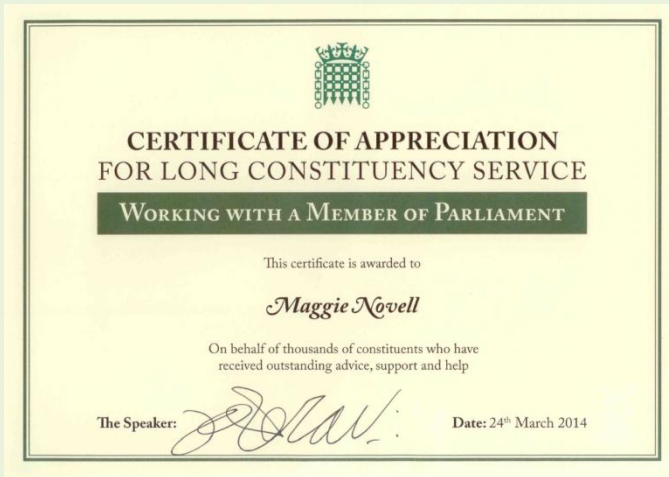 CERTIFICATE OF APPRECIATION
FOR LONG CONSTITUENCY SERVICE
WORKING WITH A MEMBER OF PARLIAMENT
This certificate is awarded to
Maggie Novell
On behalf of thousands of constituents who have
received outstanding advice, support and help
The Speaker:
Date: 24th March 2014